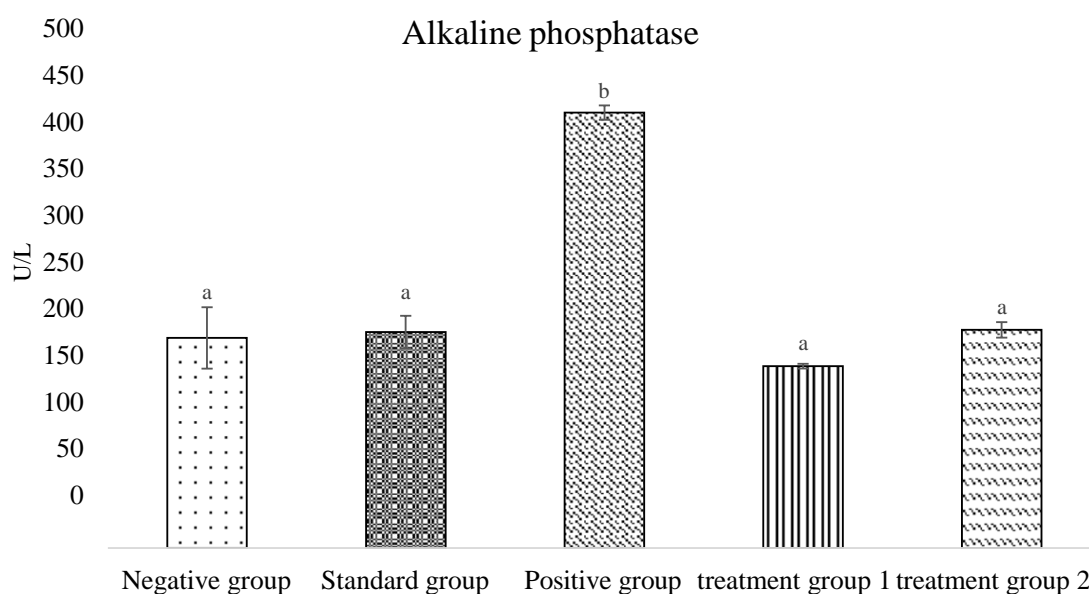 Alkaline phosphatase
500
450
400
350
300
250
200
150
100
50
0
U/L
a
a
b
a
a
Negative group
Standard group
Positive group
treatment group 1
treatment group 2